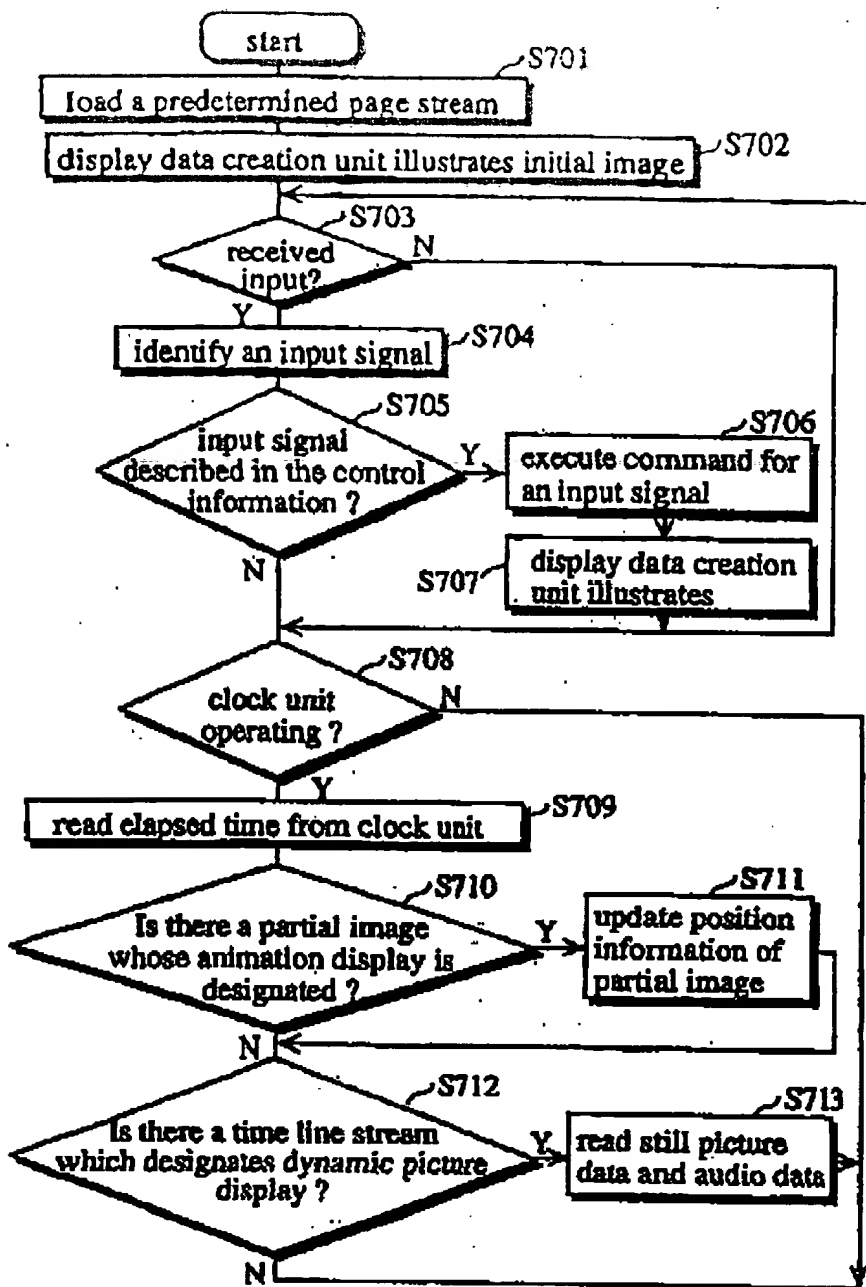 start
S701
load a predetermined page stream
S702
display data creation unit illustrates initial image
S703
received
input?
N
Y
S704
identify an input signal
S705
input signal
described in the control
information ?
Y
N
S706
execute command for
an input signal
S707
display data creation
unit illustrates
S708
clock unit
operating ?
N
Y
S709
read elapsed time from clock unit
S710
Is there a partial image
whose animation display is
designated ?
Y
N
S711
update position
information of
partial image
S712
Is there a time line stream
which designates dynamic picture
display ?
Y
N
S713
read still picture
data and audio data